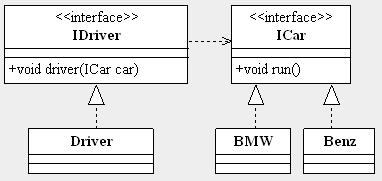 <<interface>>
IDriver
+void driver(ICar car)
<<interface>>
ICar
+void run()
Driver
BMW
Benz